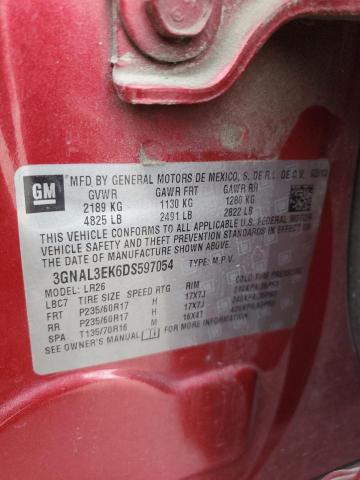 GM
MFD BY GENERAL MOTORS DE MEXICO, S. DE R.L. DE C.V.
GVWR GAWR FRT GAWR RR
2189 KG 1130 KG 1280 KG
4825 LB 2491 LB 2822 LB
THIS VEHICLE CONFORMS TO ALL APPLICABLE U.S. FEDERAL MOTOR
VEHICLE SAFETY, BUMPER, AND THEFT PREVENTION STANDARDS
IN EFFECT ON THE DATE OF MANUFACTURE SHOWN ABOVE.
3GNAL3EK6DS597054 TYPE: M.P.V.
MODEL: LR26
LBC7 TIRE SIZE SPEED RTG RIM COLD TIRE PRESSURE
FRT P235/60R17 17X7J
RR P235/60R17 17X7J
SPA T135/70R16 M 16X4T
SEE OWNER'S MANUAL FOR MORE INFORMATION